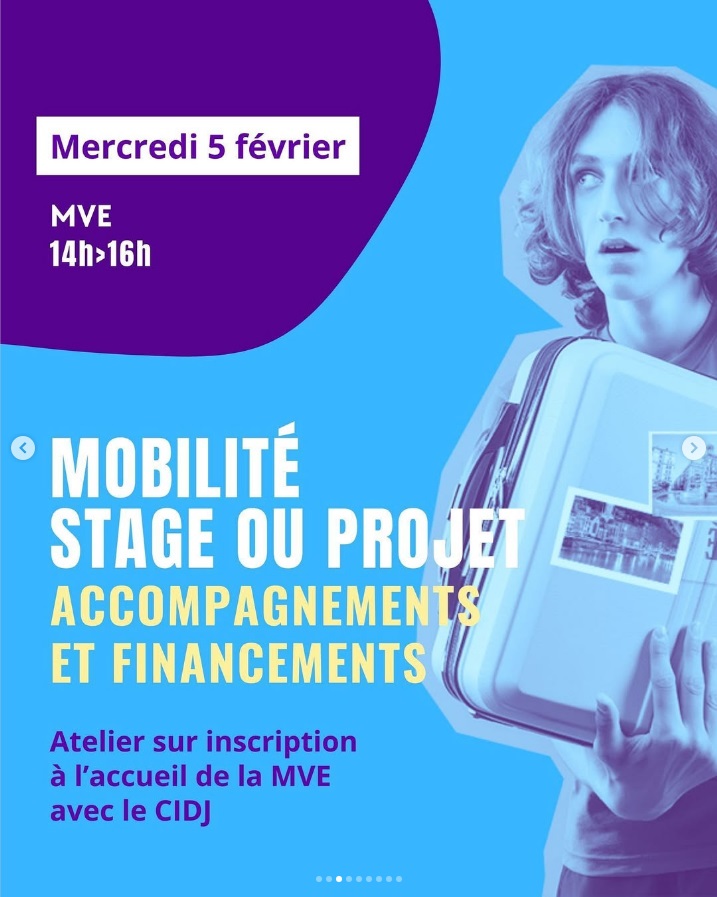 Mercredi 5 février
MVE
14h>16h
MOBILITÉ
STAGE OU PROJET
ACCOMPAGNEMENTS
ET FINANCEMENTS
Atelier sur inscription
à l'accueil de la MVE
avec le CIDJ